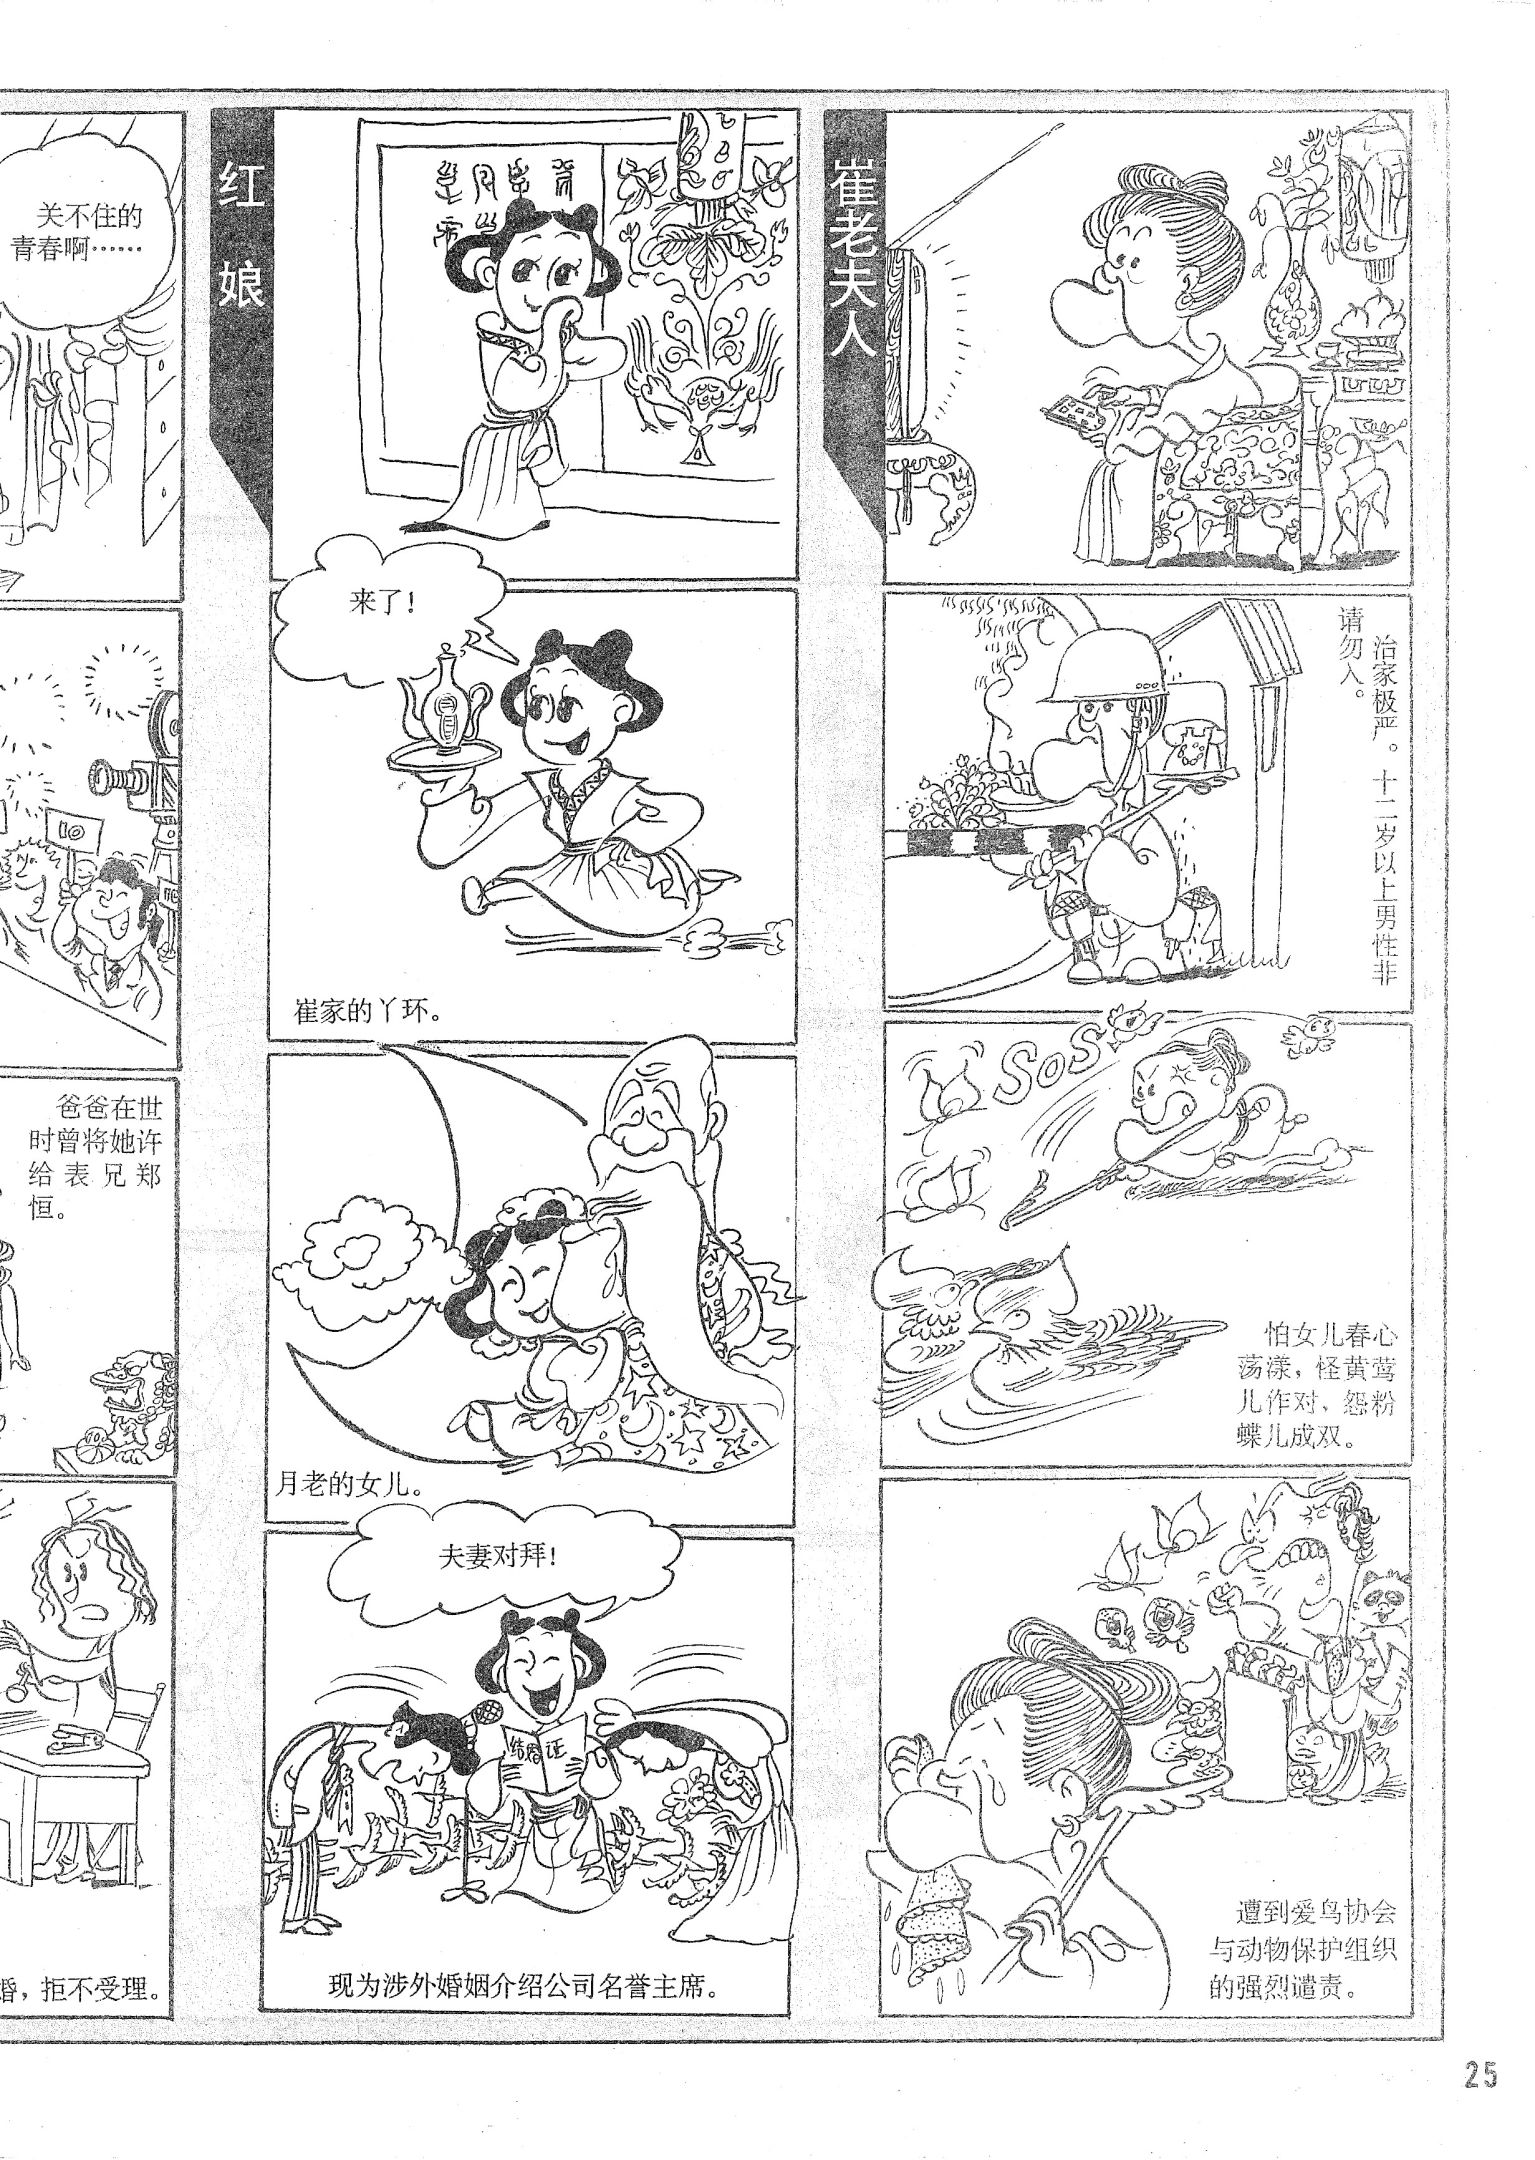 关不住的
青春啊……
10
10
爸爸在世
时曾将她许
给表兄郑
恒。
婚，拒不受理。
红娘
来了！
崔家的丫环。
月老的女儿。
夫妻对拜！
结婚证
现为涉外婚姻介绍公司名誉主席。
崔老夫人
治家极严。十二岁以上男性非
请勿入。
SOS
怕女儿春心
荡漾，怪黄莺
儿作对、怨粉
蝶儿成双。
遭到爱鸟协会
与动物保护组织
的强烈谴责。
25